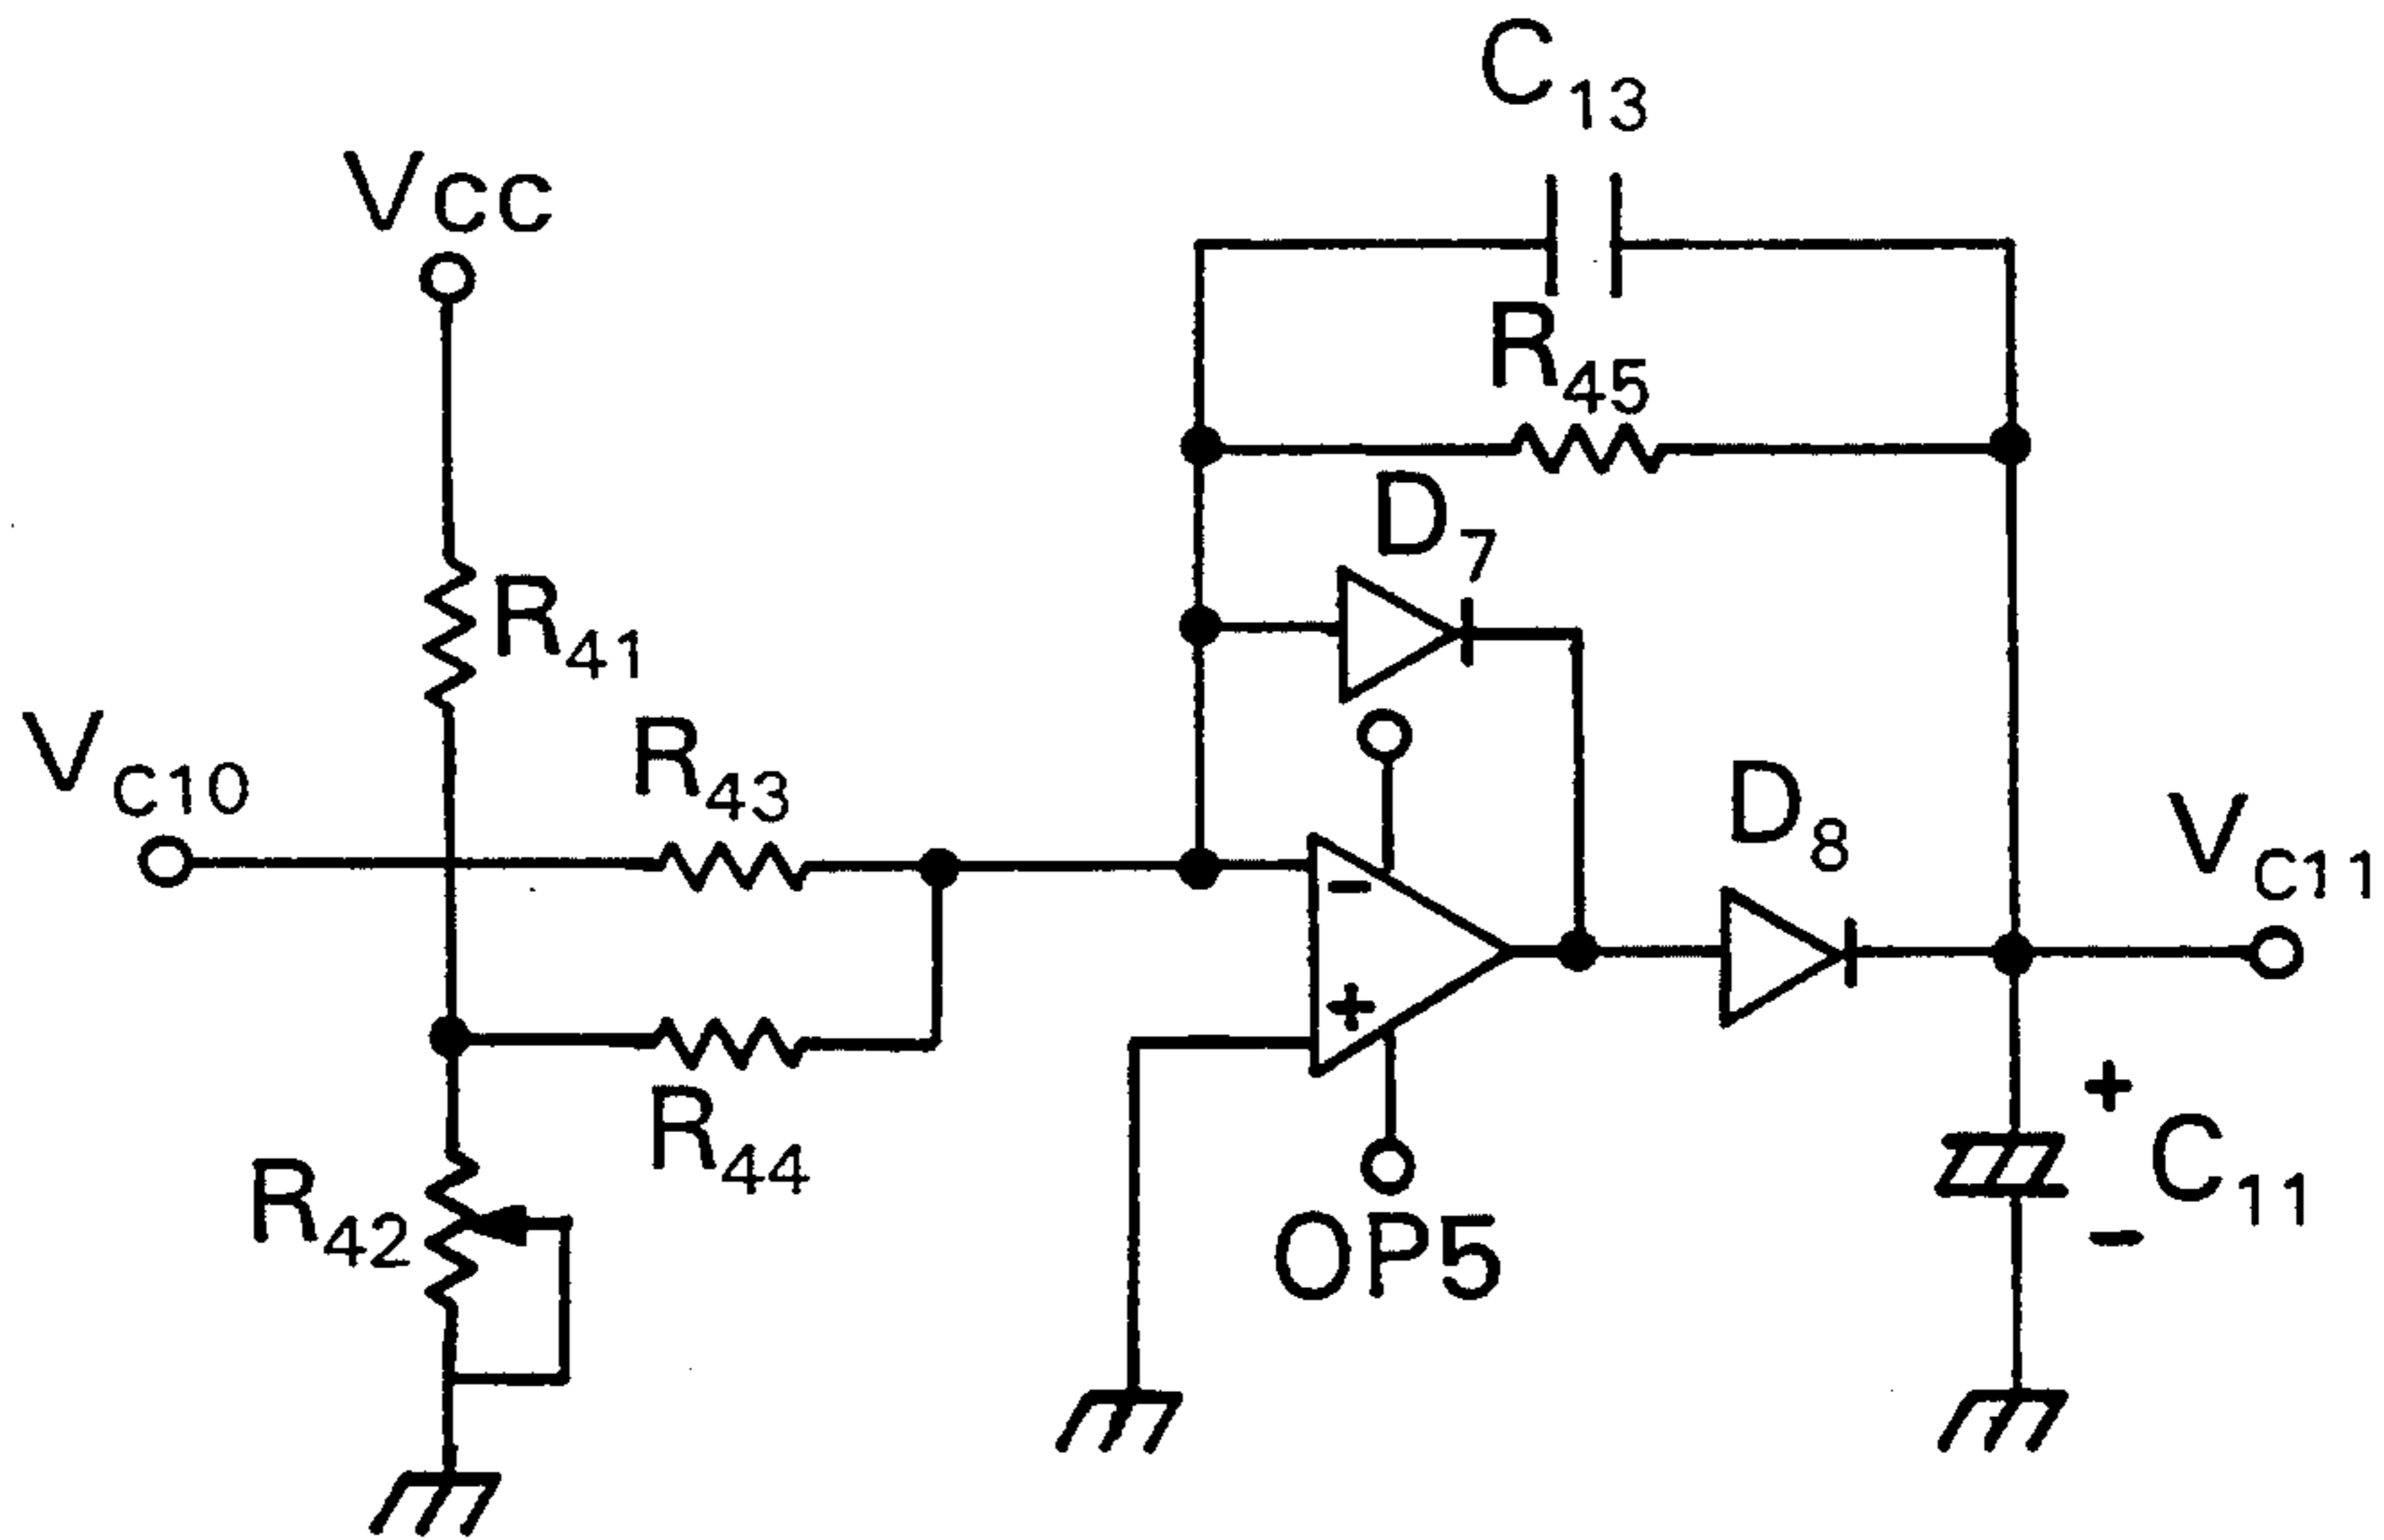 C13
Vcc
R45
D7
R41
VC10
R43
D8
VC11
-
+
R44
R42
OP5
+
C11
-